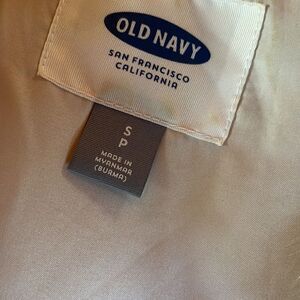 OLD NAVY
SAN FRANCISCO
CALIFORNIA
S
P
MADE IN
MYANMAR
(BURMA)